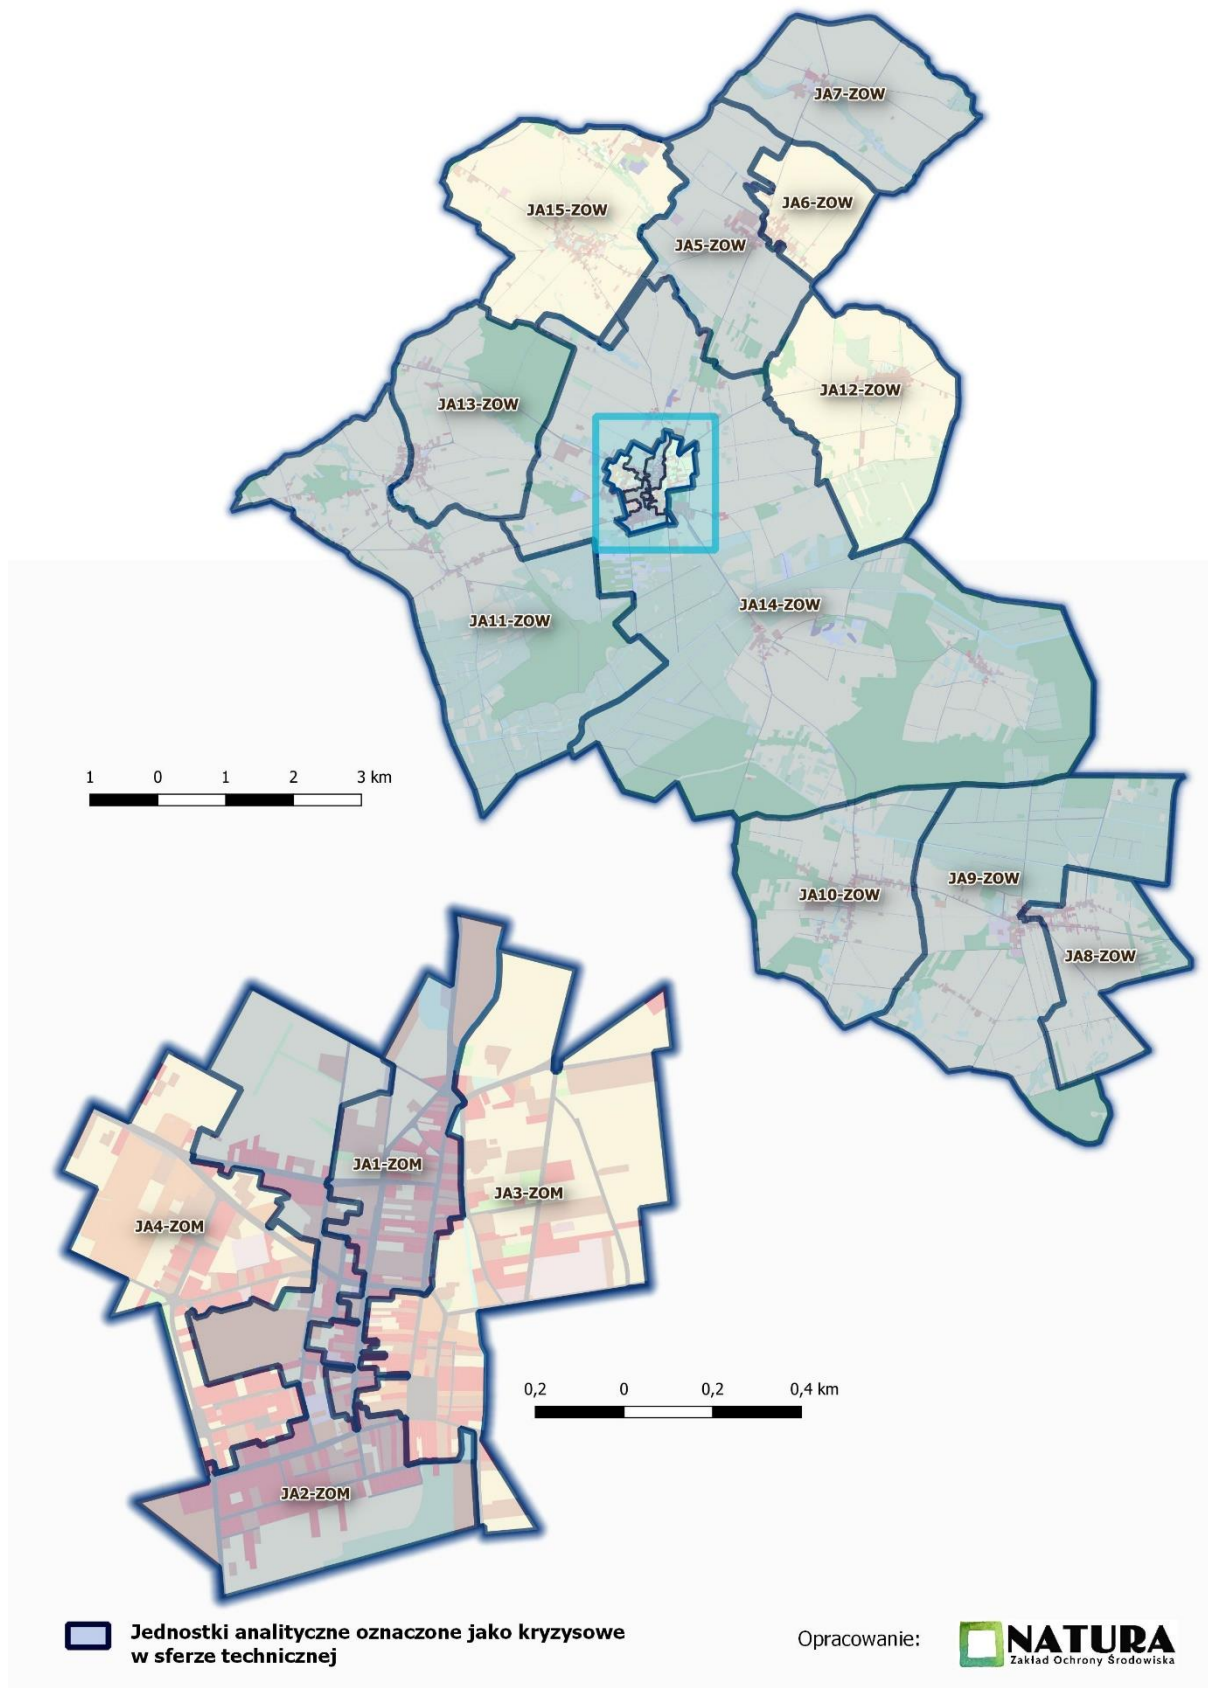 JA7-ZOW
JA15-ZOW
JA6-ZOW
JA5-ZOW
JA12-ZOW
JA13-ZOW
JA14-ZOW
JA11-ZOW
1 0 1 2 3 km
JA9-ZOW
JA10-ZOW
JA8-ZOW
JA1-ZOM
JA3-ZOM
JA4-ZOM
0,2 0 0,2 0,4 km
JA2-ZOM
Jednostki analityczne oznaczone jako kryzysowe
w sferze technicznej
Opracowanie:
NATURA
Zakład Ochrony Środowiska